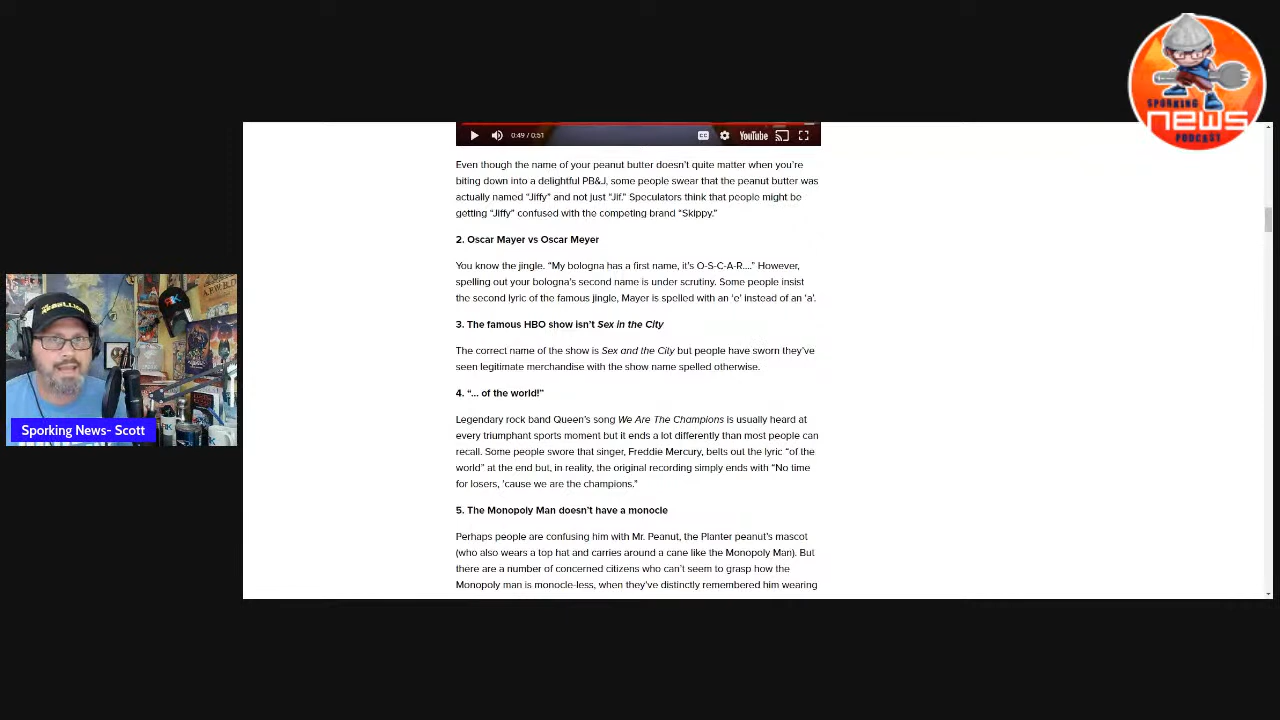 SPORKING
news
PODCAST
0:49 / 0:51
CC
YouTube
Even though the name of your peanut butter doesn’t quite matter when you’re
biting down into a delightful PB&J, some people swear that the peanut butter was
actually named “Jiffy” and not just “Jif.” Speculators think that people might be
getting “Jiffy” confused with the competing brand “Skippy.”
2. Oscar Mayer vs Oscar Meyer
You know the jingle. “My bologna has a first name, it’s O-S-C-A-R....” However,
spelling out your bologna’s second name is under scrutiny. Some people insist
the second lyric of the famous jingle, Mayer is spelled with an ‘e’ instead of an ‘a’.
3. The famous HBO show isn’t Sex in the City
The correct name of the show is Sex and the City but people have sworn they’ve
seen legitimate merchandise with the show name spelled otherwise.
4. “... of the world!”
Legendary rock band Queen’s song We Are The Champions is usually heard at
every triumphant sports moment but it ends a lot differently than most people can
recall. Some people swore that singer, Freddie Mercury, belts out the lyric “of the
world” at the end but, in reality, the original recording simply ends with “No time
for losers, ‘cause we are the champions.”
5. The Monopoly Man doesn’t have a monocle
Perhaps people are confusing him with Mr. Peanut, the Planter peanut’s mascot
(who also wears a top hat and carries around a cane like the Monopoly Man). But
there are a number of concerned citizens who can’t seem to grasp how the
Monopoly man is monocle-less, when they’ve distinctly remembered him wearing
Sporking News- Scott